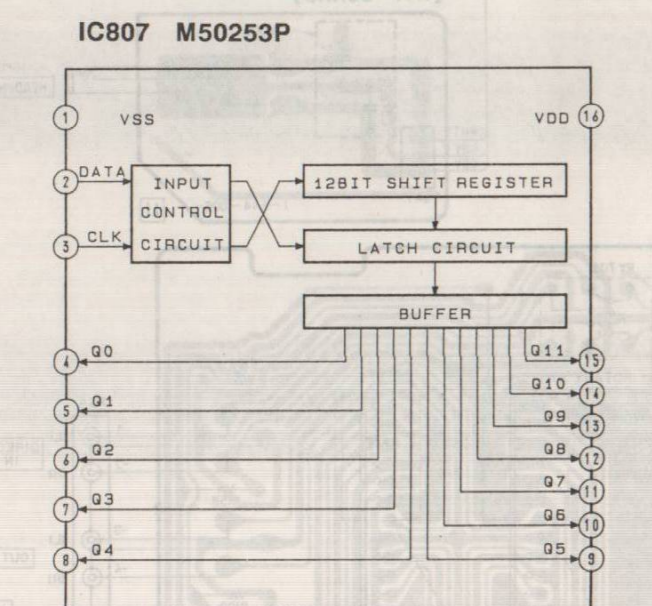 IC807 M50253P
1 VSS VDD 16
2 DATA
3 CLK
INPUT
CONTROL
CIRCUIT
12BIT SHIFT REGISTER
LATCH CIRCUIT
BUFFER
4 Q0 Q11 15
Q10 14
5 Q1 Q9 13
6 Q2 Q8 12
Q7 11
7 Q3 Q6 10
8 Q4 Q5 9